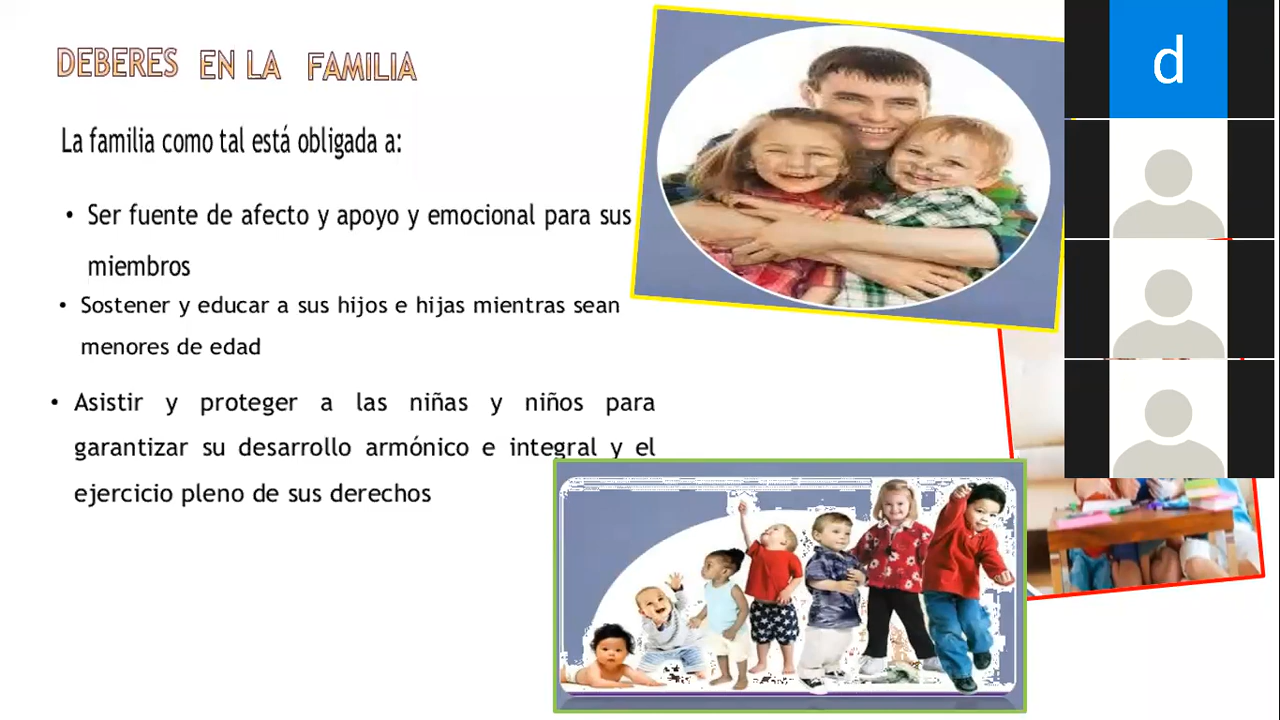 DEBERES EN LA FAMILIA
La familia como tal está obligada a:
• Ser fuente de afecto y apoyo y emocional para sus
miembros
• Sostener y educar a sus hijos e hijas mientras sean
menores de edad
• Asistir y proteger a las niñas y niños para
garantizar su desarrollo armónico e integral y el
ejercicio pleno de sus derechos
d